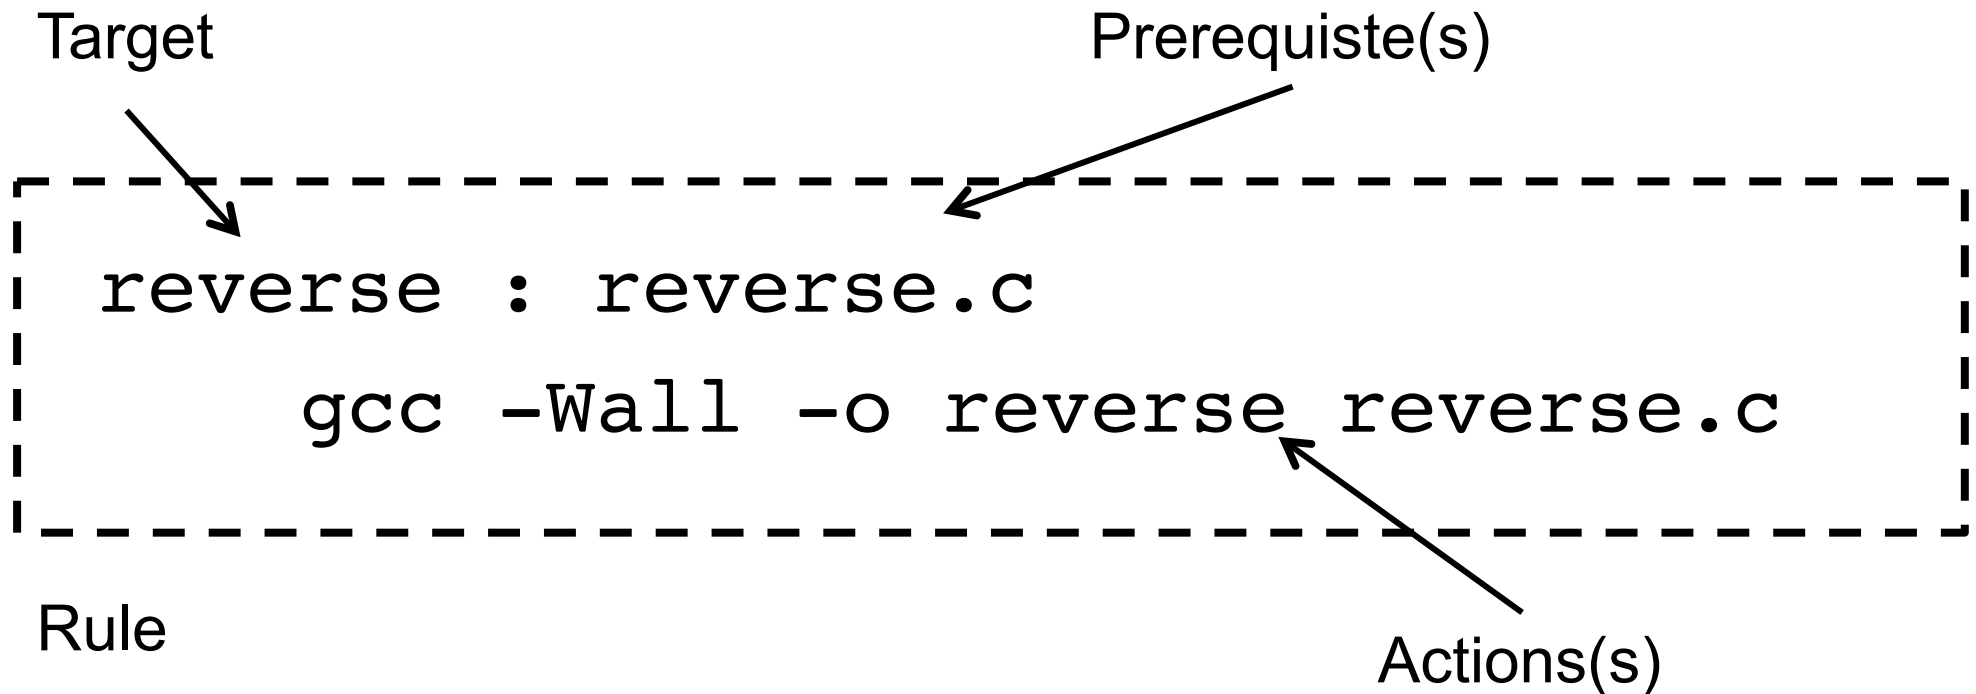 Target Prerequiste(s)
reverse : reverse.c
gcc -Wall -o reverse reverse.c
Rule
Actions(s)